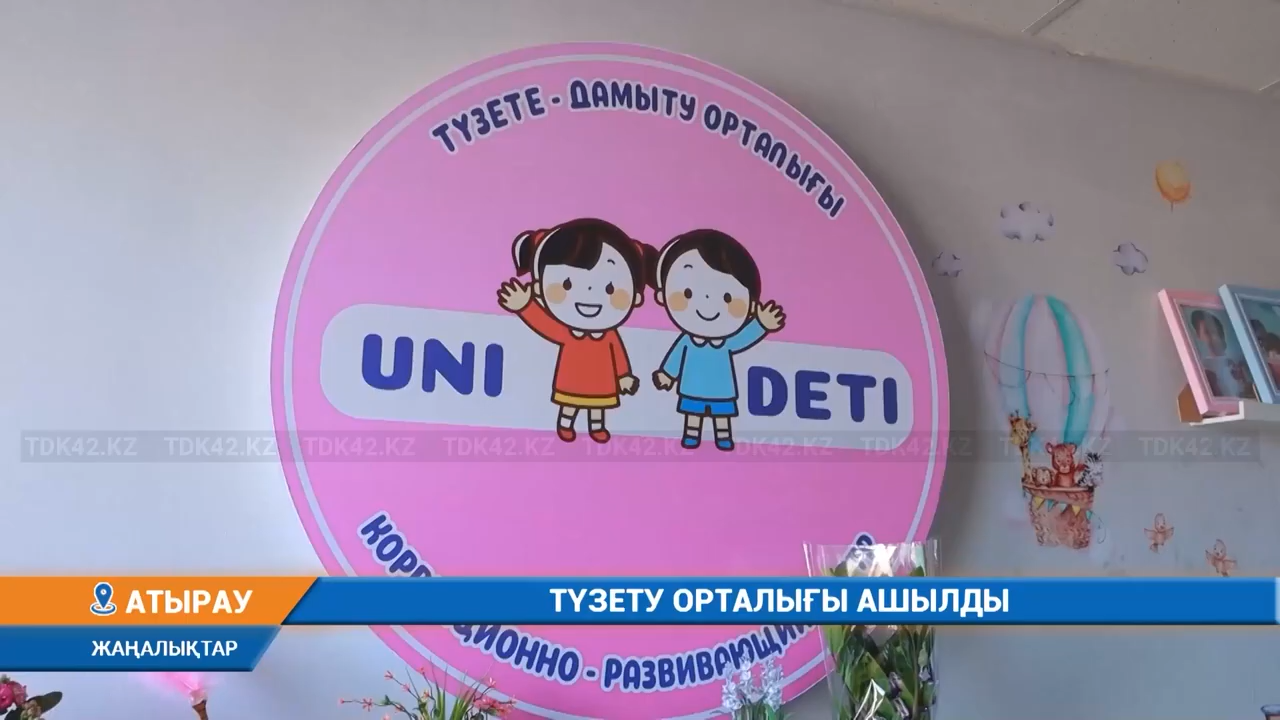 ТҮЗЕТЕ - ДАМЫТУ ОРТАЛЫҒЫ
UNI DETI
TDK42.KZ TDK42.KZ TDK42.KZ TDK42.KZ TDK42.KZ TDK42.KZ TDK42.KZ TDK42.KZ TDK42.KZ
АТЫРАУ
ТҮЗЕТУ ОРТАЛЫҒЫ АШЫЛДЫ
ЖАҢАЛЫҚТАР
- РАЗВИВАЮЩИЙ